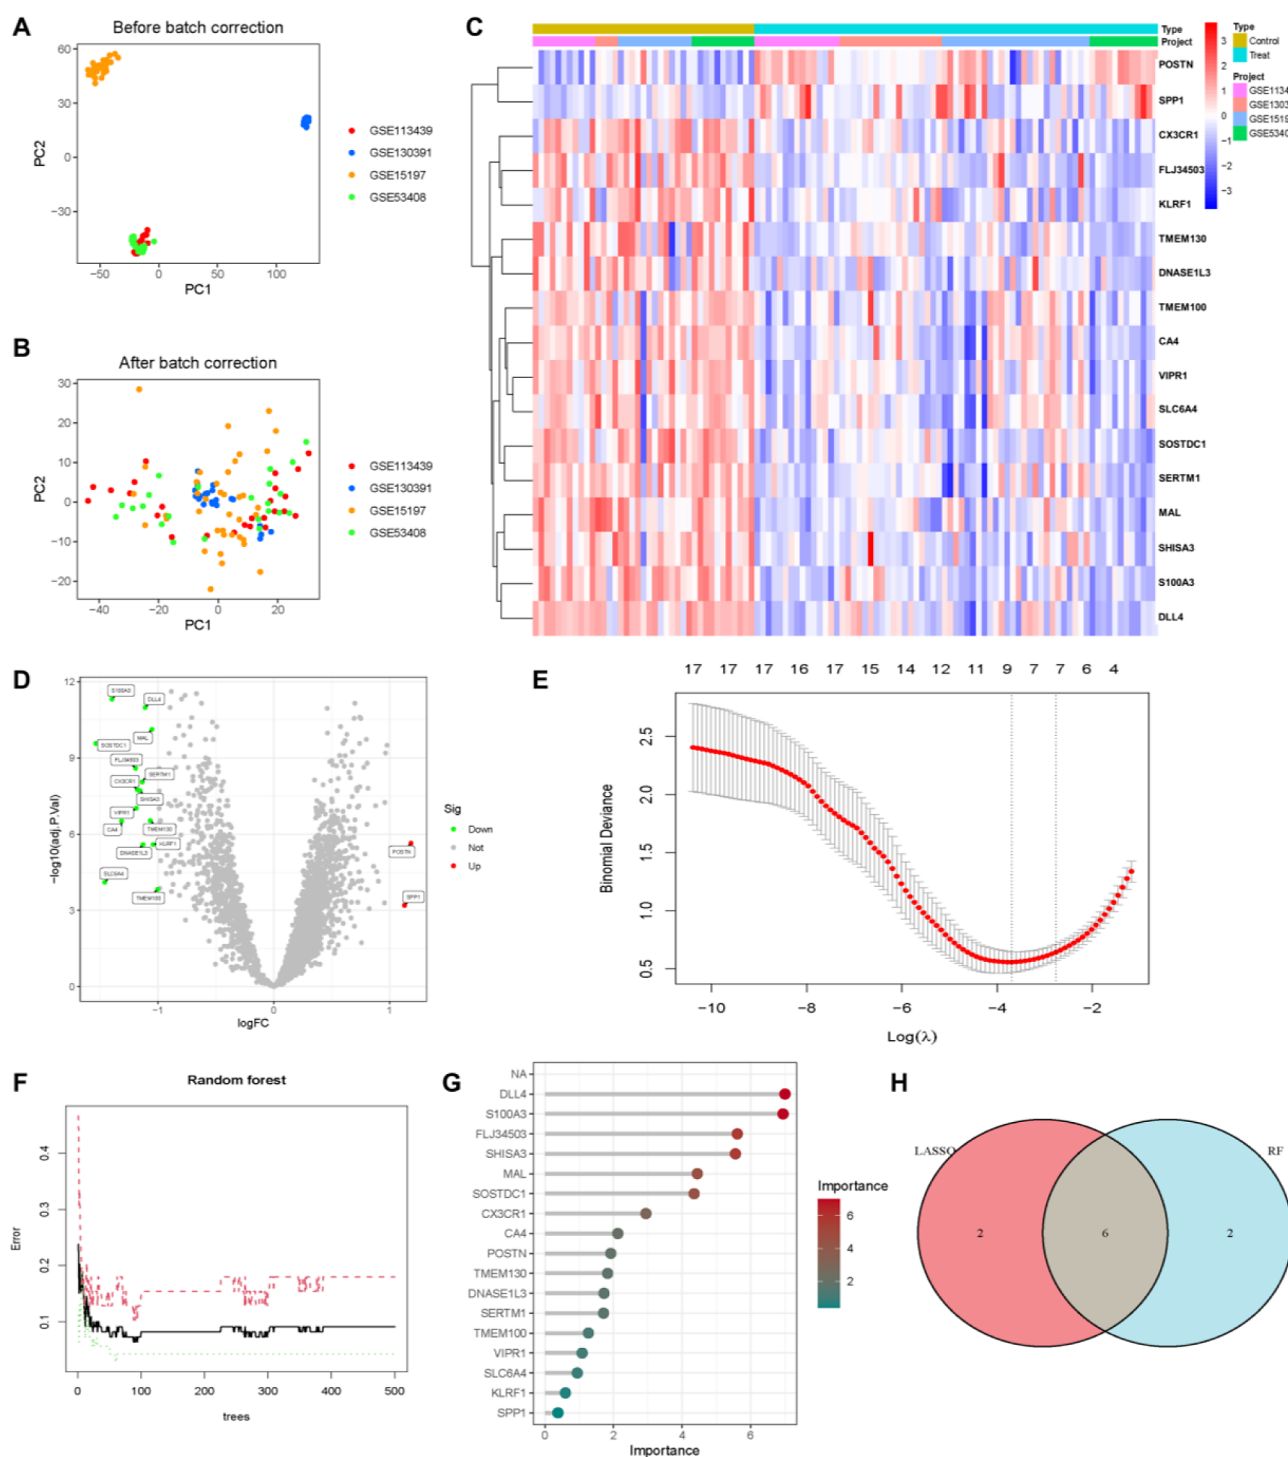 A
Before batch correction
60
30
0
−30
PC2
−50
0
50
100
PC1
GSE113439
GSE130391
GSE15197
GSE53408
B
After batch correction
30
20
10
0
−10
−20
PC2
−40
−20
0
20
PC1
GSE113439
GSE130391
GSE15197
GSE53408
C
Type
Project
POSTN
SPP1
CX3CR1
FLJ34503
KLRF1
TMEM130
DNASE1L3
TMEM100
CA4
VIPR1
SLC6A4
SOSTDC1
SERTM1
MAL
SHISA3
S100A3
DLL4
3
2
1
0
−1
−2
−3
Type
Control
Treat
Project
GSE1134
GSE1303
GSE1519
GSE5340
D
12
9
6
3
0
−log10(adj.P.Val)
−1
0
1
logFC
S100A3
DLL4
MAL
SOSTDC1
FLJ34503
SERTM1
CX3CR1
SHISA3
VIPR1
CA4
TMEM100
KLRF1
DNASE1L3
SLC6A4
TMEM130
POSTN
SPP1
Sig
Down
Not
Up
E
17 17 17 16 17 15 14 12 11 9 7 7 6 4
2.5
2.0
1.5
1.0
0.5
Binomial Deviance
−10
−8
−6
−4
−2
Log(λ)
F
Random forest
0.4
0.3
0.2
0.1
Error
0
100
200
300
400
500
trees
G
NA
DLL4
S100A3
FLJ34503
SHISA3
MAL
SOSTDC1
CX3CR1
CA4
POSTN
TMEM130
DNASE1L3
SERTM1
TMEM100
VIPR1
SLC6A4
KLRF1
SPP1
0
2
4
6
Importance
Importance
6
4
2
H
LASSO
RF
2
6
2